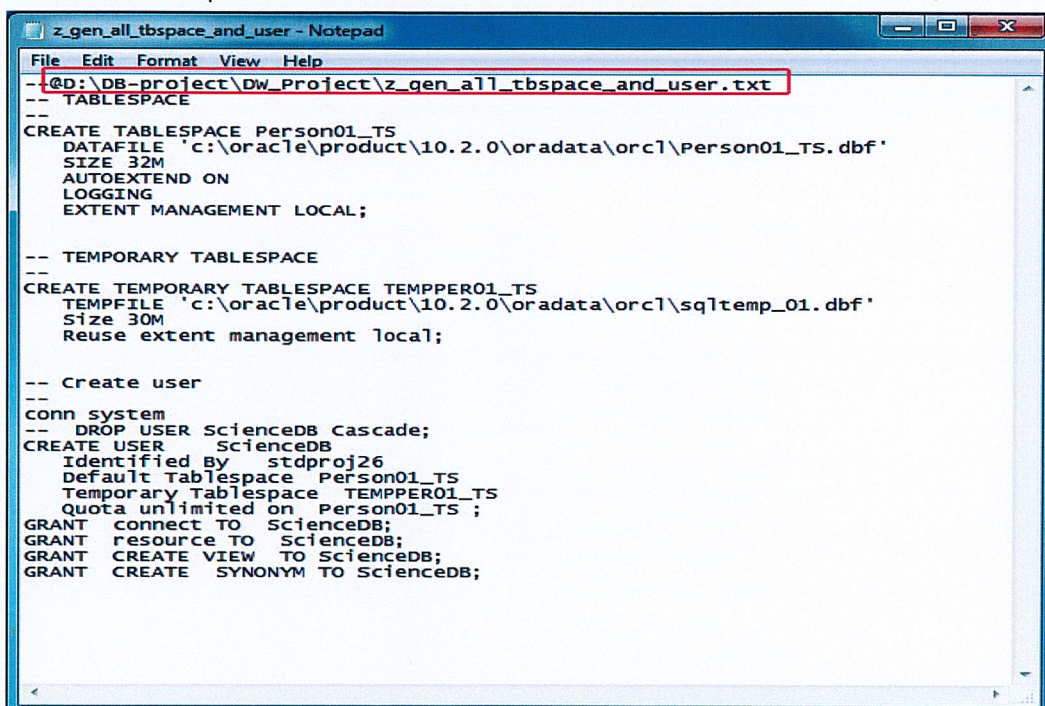 z_gen_all_tbspace_and_user - Notepad
File Edit Format View Help
--@D:\DB-project\DW_Project\z_gen_all_tbspace_and_user.txt
-- TABLESPACE
--
CREATE TABLESPACE Person01_TS
DATAFILE 'c:\oracle\product\10.2.0\oradata\orcl\Person01_TS.dbf'
SIZE 32M
AUTOEXTEND ON
LOGGING
EXTENT MANAGEMENT LOCAL;
-- TEMPORARY TABLESPACE
--
CREATE TEMPORARY TABLESPACE TEMPPER01_TS
TEMPFILE 'c:\oracle\product\10.2.0\oradata\orcl\sqltemp_01.dbf'
Size 30M
Reuse extent management local;
-- Create user
--
conn system
-- DROP USER ScienceDB Cascade;
CREATE USER ScienceDB
Identified By stdproj26
Default Tablespace Person01_TS
Temporary Tablespace TEMPPER01_TS
Quota unlimited on Person01_TS ;
GRANT connect TO ScienceDB;
GRANT resource TO ScienceDB;
GRANT CREATE VIEW TO ScienceDB;
GRANT CREATE SYNONYM TO ScienceDB;